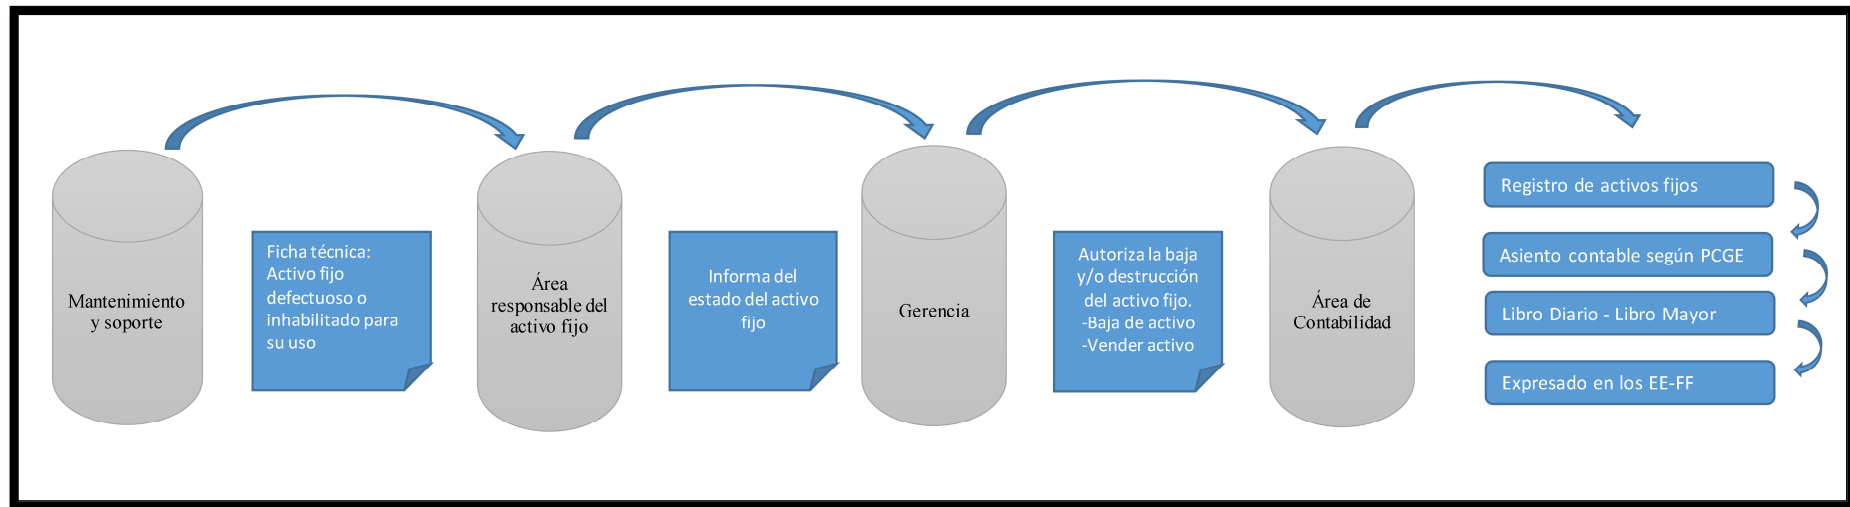 Mantenimiento
y soporte
Ficha técnica:
Activo fijo
defectuoso o
inhabilitado para
su uso
Área
responsable del
activo fijo
Informa del
estado del activo
fijo
Gerencia
Autoriza la baja
y/o destrucción
del activo fijo.
-Baja de activo
-Vender activo
Área de
Contabilidad
Registro de activos fijos
Asiento contable según PCGE
Libro Diario - Libro Mayor
Expresado en los EE-FF